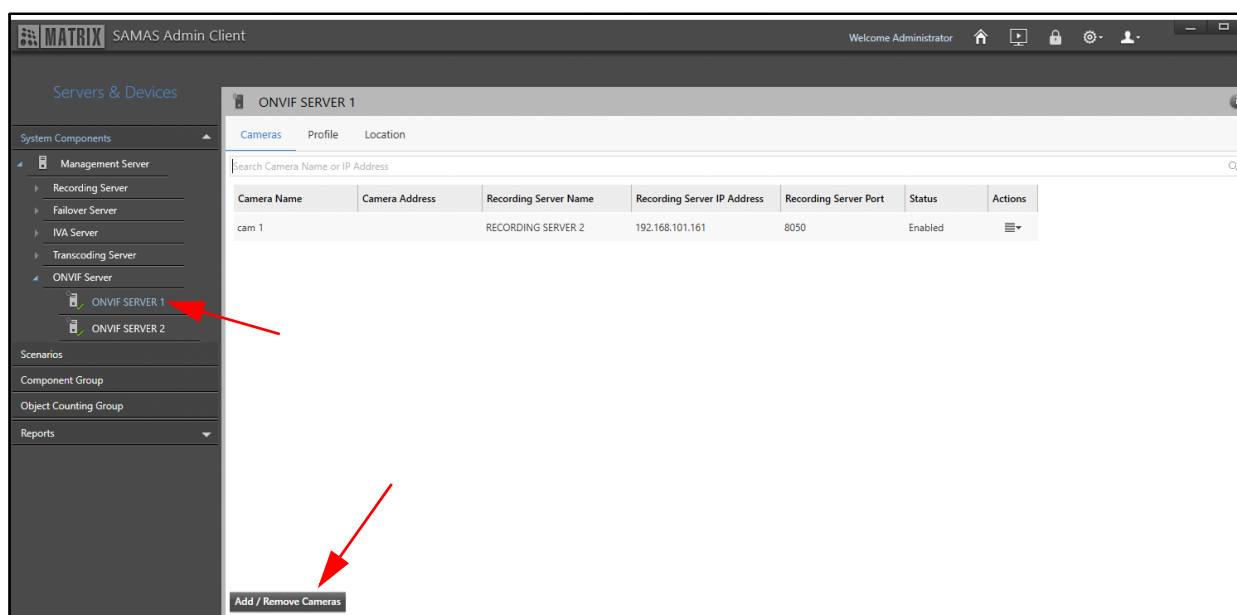 MATRIX SAMAS Admin Client
Welcome Administrator
Servers & Devices
System Components
Management Server
Recording Server
Failover Server
IVA Server
Transcoding Server
ONVIF Server
ONVIF SERVER 1
ONVIF SERVER 2
Scenarios
Component Group
Object Counting Group
Reports
ONVIF SERVER 1
Cameras Profile Location
Search Camera Name or IP Address
Camera Name Camera Address Recording Server Name Recording Server IP Address Recording Server Port Status Actions
cam 1 RECORDING SERVER 2 192.168.101.161 8050 Enabled
Add / Remove Cameras